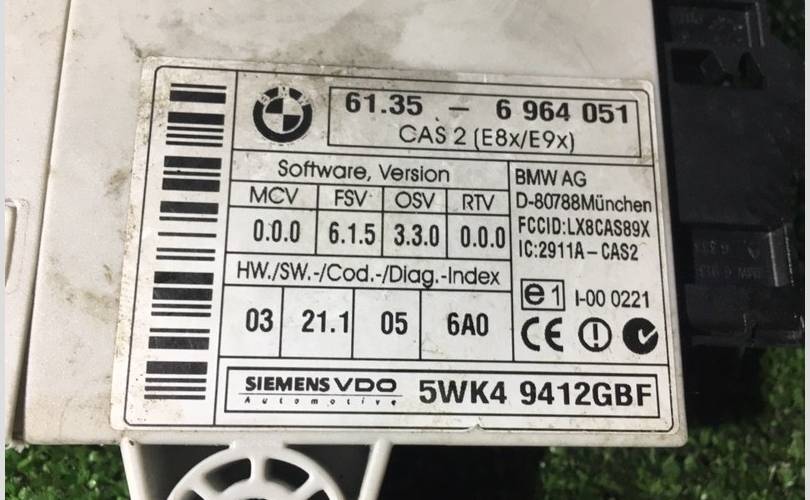 BMW
61.35 - 6 964 051
CAS 2 (E8x/E9x)
Software, Version
MCV FSV OSV RTV
0.0.0 6.1.5 3.3.0 0.0.0
HW./SW.-/Cod.-/Diag.-Index
03 21.1 05 6A0
BMW AG
D-80788München
FCCID:LX8CAS89X
IC:2911A-CAS2
e1 I-00 0221
CE
SIEMENS VDO
Automotive
5WK4 9412GBF